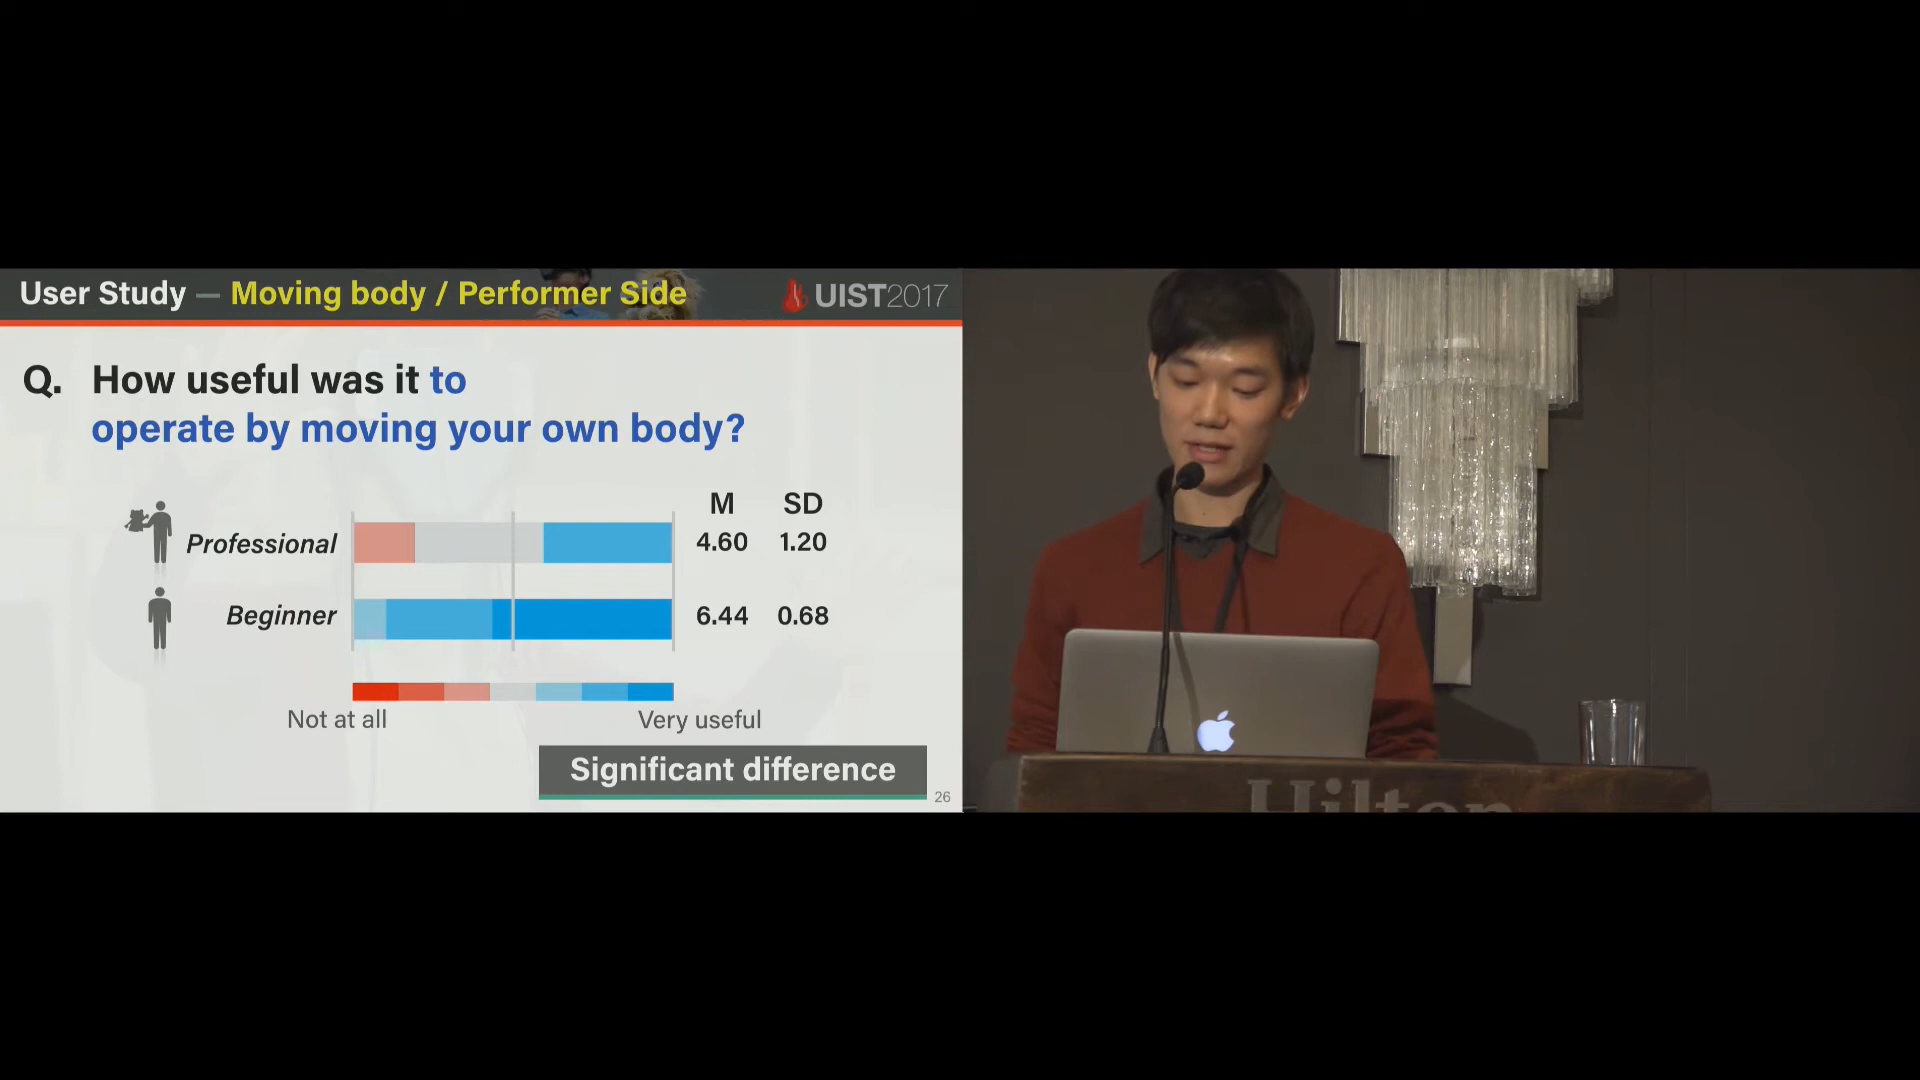 User Study — Moving body / Performer Side
UIST2017
Q. How useful was it to
operate by moving your own body?
M SD
Professional 4.60 1.20
Beginner 6.44 0.68
Not at all Very useful
Significant difference
26
Hilton